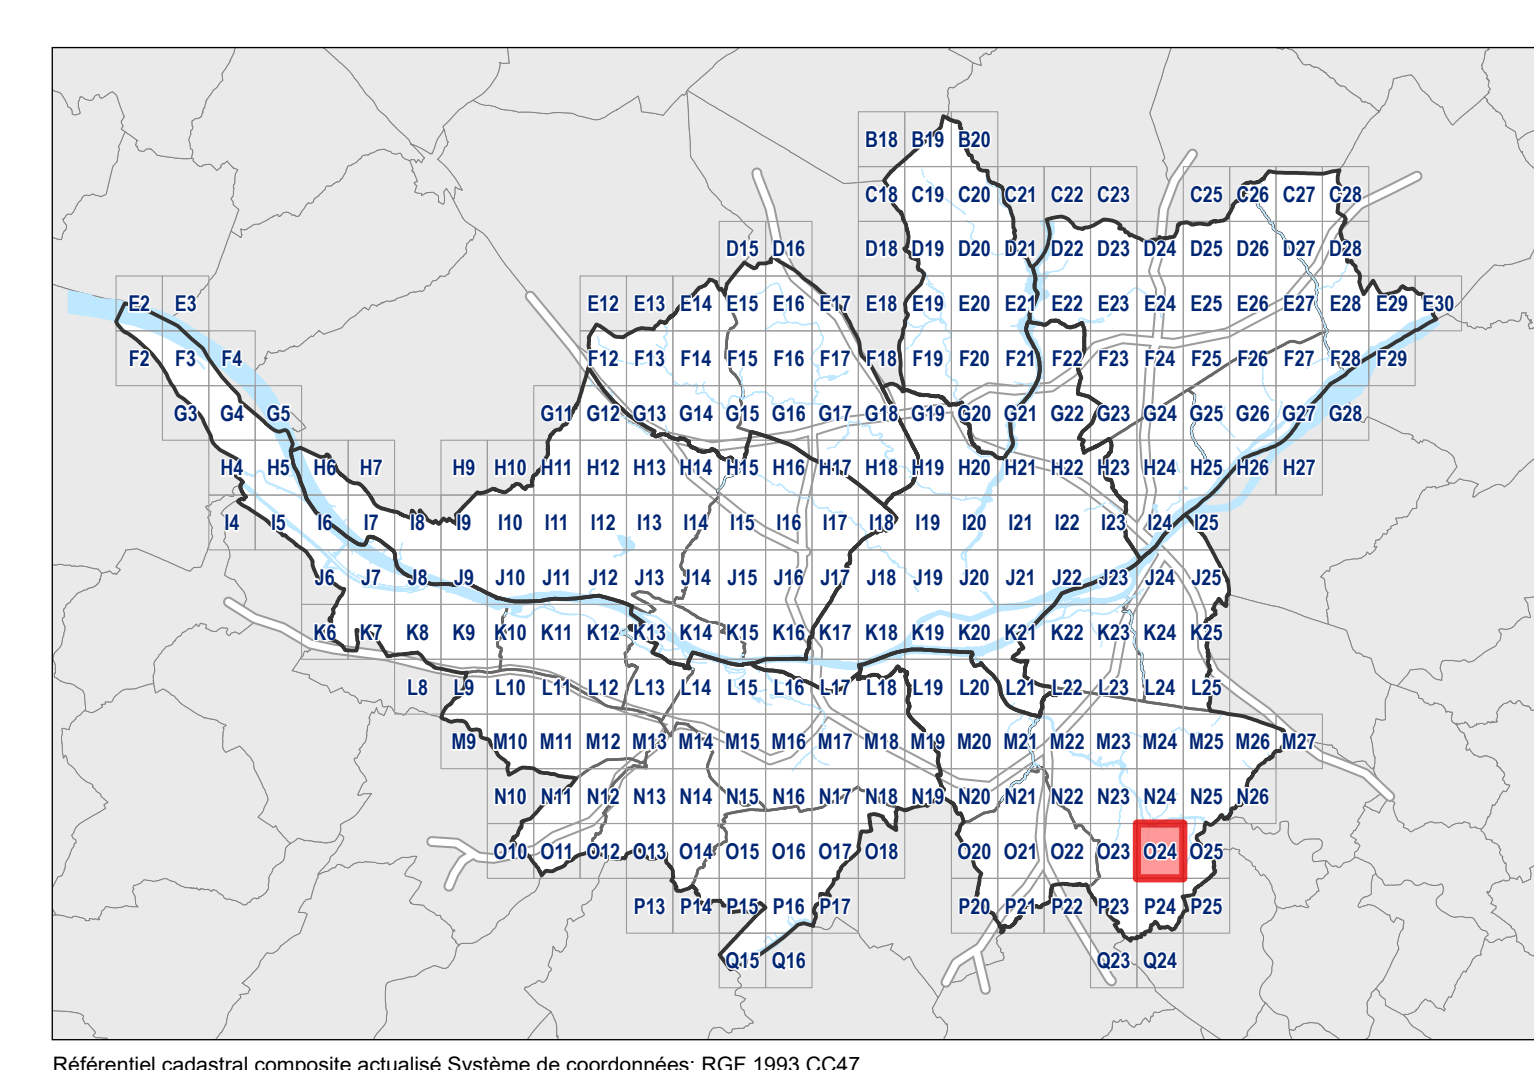 B18 B19 B20
C18 C19 C20 C21 C22 C23 C25 C26 C27 C28
D15 D16 D18 D19 D20 D21 D22 D23 D24 D25 D26 D27 D28
E2 E3 E12 E13 E14 E15 E16 E17 E18 E19 E20 E21 E22 E23 E24 E25 E26 E27 E28 E29 E30
F2 F3 F4 F12 F13 F14 F15 F16 F17 F18 F19 F20 F21 F22 F23 F24 F25 F26 F27 F28 F29
G3 G4 G5 G11 G12 G13 G14 G15 G16 G17 G18 G19 G20 G21 G22 G23 G24 G25 G26 G27 G28
H4 H5 H6 H7 H9 H10 H11 H12 H13 H14 H15 H16 H17 H18 H19 H20 H21 H22 H23 H24 H25 H26 H27
I4 I5 I6 I7 I8 I9 I10 I11 I12 I13 I14 I15 I16 I17 I18 I19 I20 I21 I22 I23 I24 I25
J6 J7 J8 J9 J10 J11 J12 J13 J14 J15 J16 J17 J18 J19 J20 J21 J22 J23 J24 J25
K6 K7 K8 K9 K10 K11 K12 K13 K14 K15 K16 K17 K18 K19 K20 K21 K22 K23 K24 K25
L8 L9 L10 L11 L12 L13 L14 L15 L16 L17 L18 L19 L20 L21 L22 L23 L24 L25
M9 M10 M11 M12 M13 M14 M15 M16 M17 M18 M19 M20 M21 M22 M23 M24 M25 M26 M27
N10 N11 N12 N13 N14 N15 N16 N17 N18 N19 N20 N21 N22 N23 N24 N25 N26
O10 O11 O12 O13 O14 O15 O16 O17 O18 O20 O21 O22 O23 O24 O25
P13 P14 P15 P16 P17 P20 P21 P22 P23 P24 P25
Q15 Q16 Q23 Q24
Référentiel cadastral composite actualisé Système de coordonnées: RGF 1993 CC47